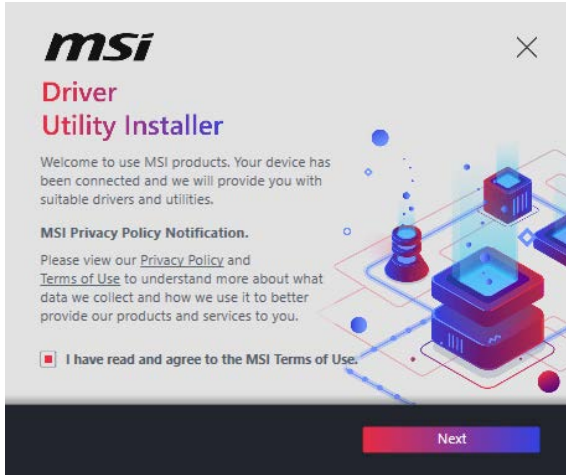 msi
Driver
Utility Installer
Welcome to use MSI products. Your device has
been connected and we will provide you with
suitable drivers and utilities.
MSI Privacy Policy Notification.
Please view our Privacy Policy and
Terms of Use to understand more about what
data we collect and how we use it to better
provide our products and services to you.
I have read and agree to the MSI Terms of Use.
Next